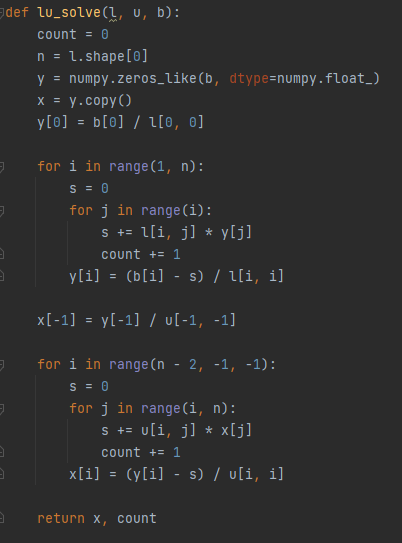 def lu_solve(l, u, b):
    count = 0
    n = l.shape[0]
    y = numpy.zeros_like(b, dtype=numpy.float_)
    x = y.copy()
    y[0] = b[0] / l[0, 0]

    for i in range(1, n):
        s = 0
        for j in range(i):
            s += l[i, j] * y[j]
            count += 1
        y[i] = (b[i] - s) / l[i, i]

    x[-1] = y[-1] / u[-1, -1]

    for i in range(n - 2, -1, -1):
        s = 0
        for j in range(i, n):
            s += u[i, j] * x[j]
            count += 1
        x[i] = (y[i] - s) / u[i, i]

    return x, count